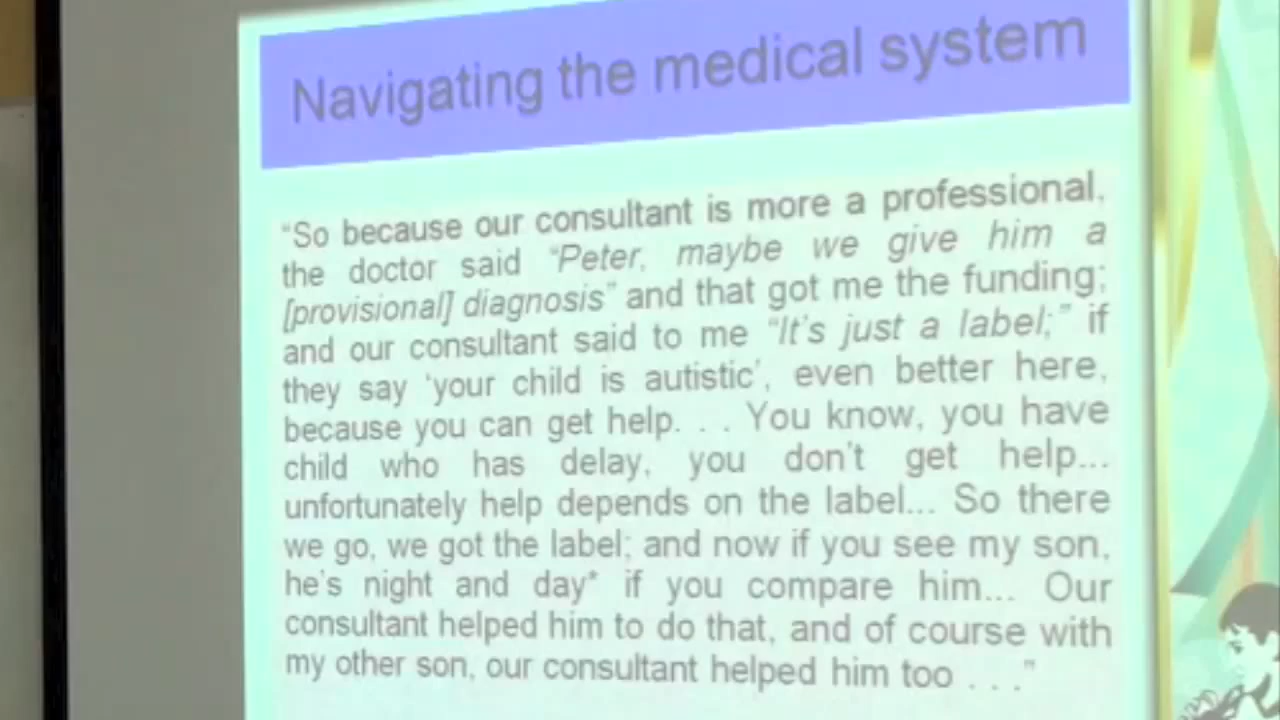 Navigating the medical system
“So because our consultant is more a professional,
the doctor said “Peter, maybe we give him a
[provisional] diagnosis” and that got me the funding;
and our consultant said to me “It’s just a label;” if
they say ‘your child is autistic’, even better here,
because you can get help. . . You know, you have
child who has delay, you don’t get help...
unfortunately help depends on the label... So there
we go, we got the label; and now if you see my son,
he’s night and day* if you compare him... Our
consultant helped him to do that, and of course with
my other son, our consultant helped him too . . .”